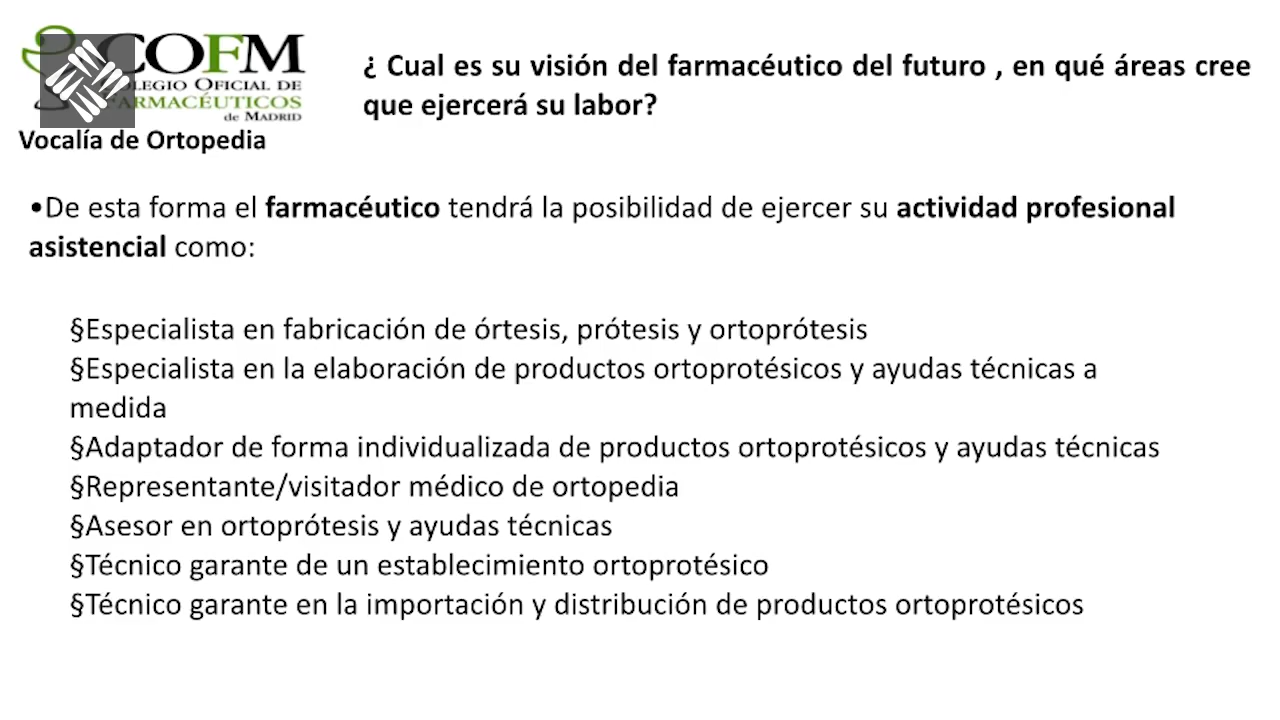 COFM
COLEGIO OFICIAL DE
FARMACÉUTICOS
de MADRID
Vocalía de Ortopedia
¿ Cual es su visión del farmacéutico del futuro , en qué áreas cree
que ejercerá su labor?
•De esta forma el farmacéutico tendrá la posibilidad de ejercer su actividad profesional
asistencial como:
§Especialista en fabricación de órtesis, prótesis y ortoprótesis
§Especialista en la elaboración de productos ortoprotésicos y ayudas técnicas a
medida
§Adaptador de forma individualizada de productos ortoprotésicos y ayudas técnicas
§Representante/visitador médico de ortopedia
§Asesor en ortoprótesis y ayudas técnicas
§Técnico garante de un establecimiento ortoprotésico
§Técnico garante en la importación y distribución de productos ortoprotésicos